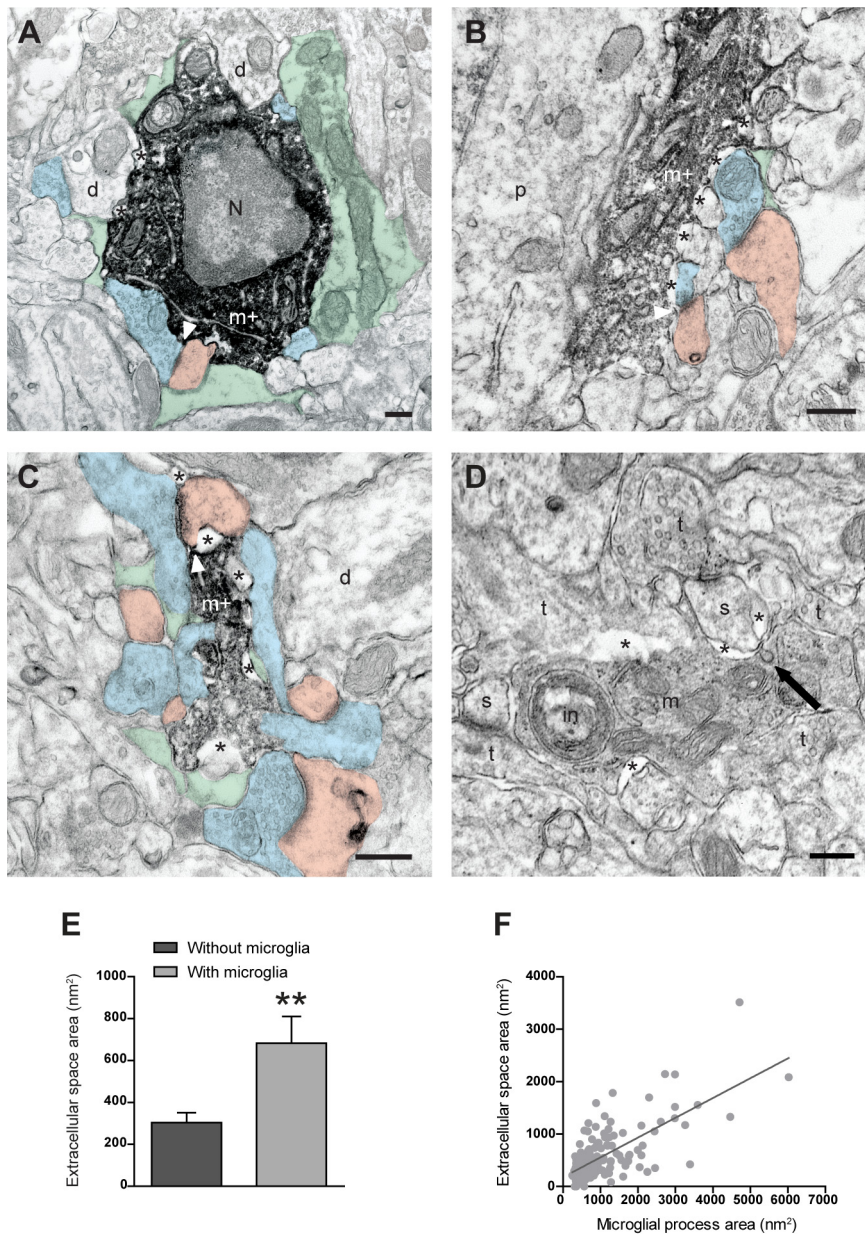 A
d
d
*
*
N
m+
B
*
*
m+
*
p
*
*
C
*
*
*
d
m+
*
*
D
t
s
*
t
t
*
*
in
m
s
t
t
*
E
Without microglia
With microglia
Extracellular space area (nm²)
1000
800
600
400
200
0
**
F
Extracellular space area (nm²)
4000
3000
2000
1000
0
0 1000 2000 3000 4000 5000 6000 7000
Microglial process area (nm²)